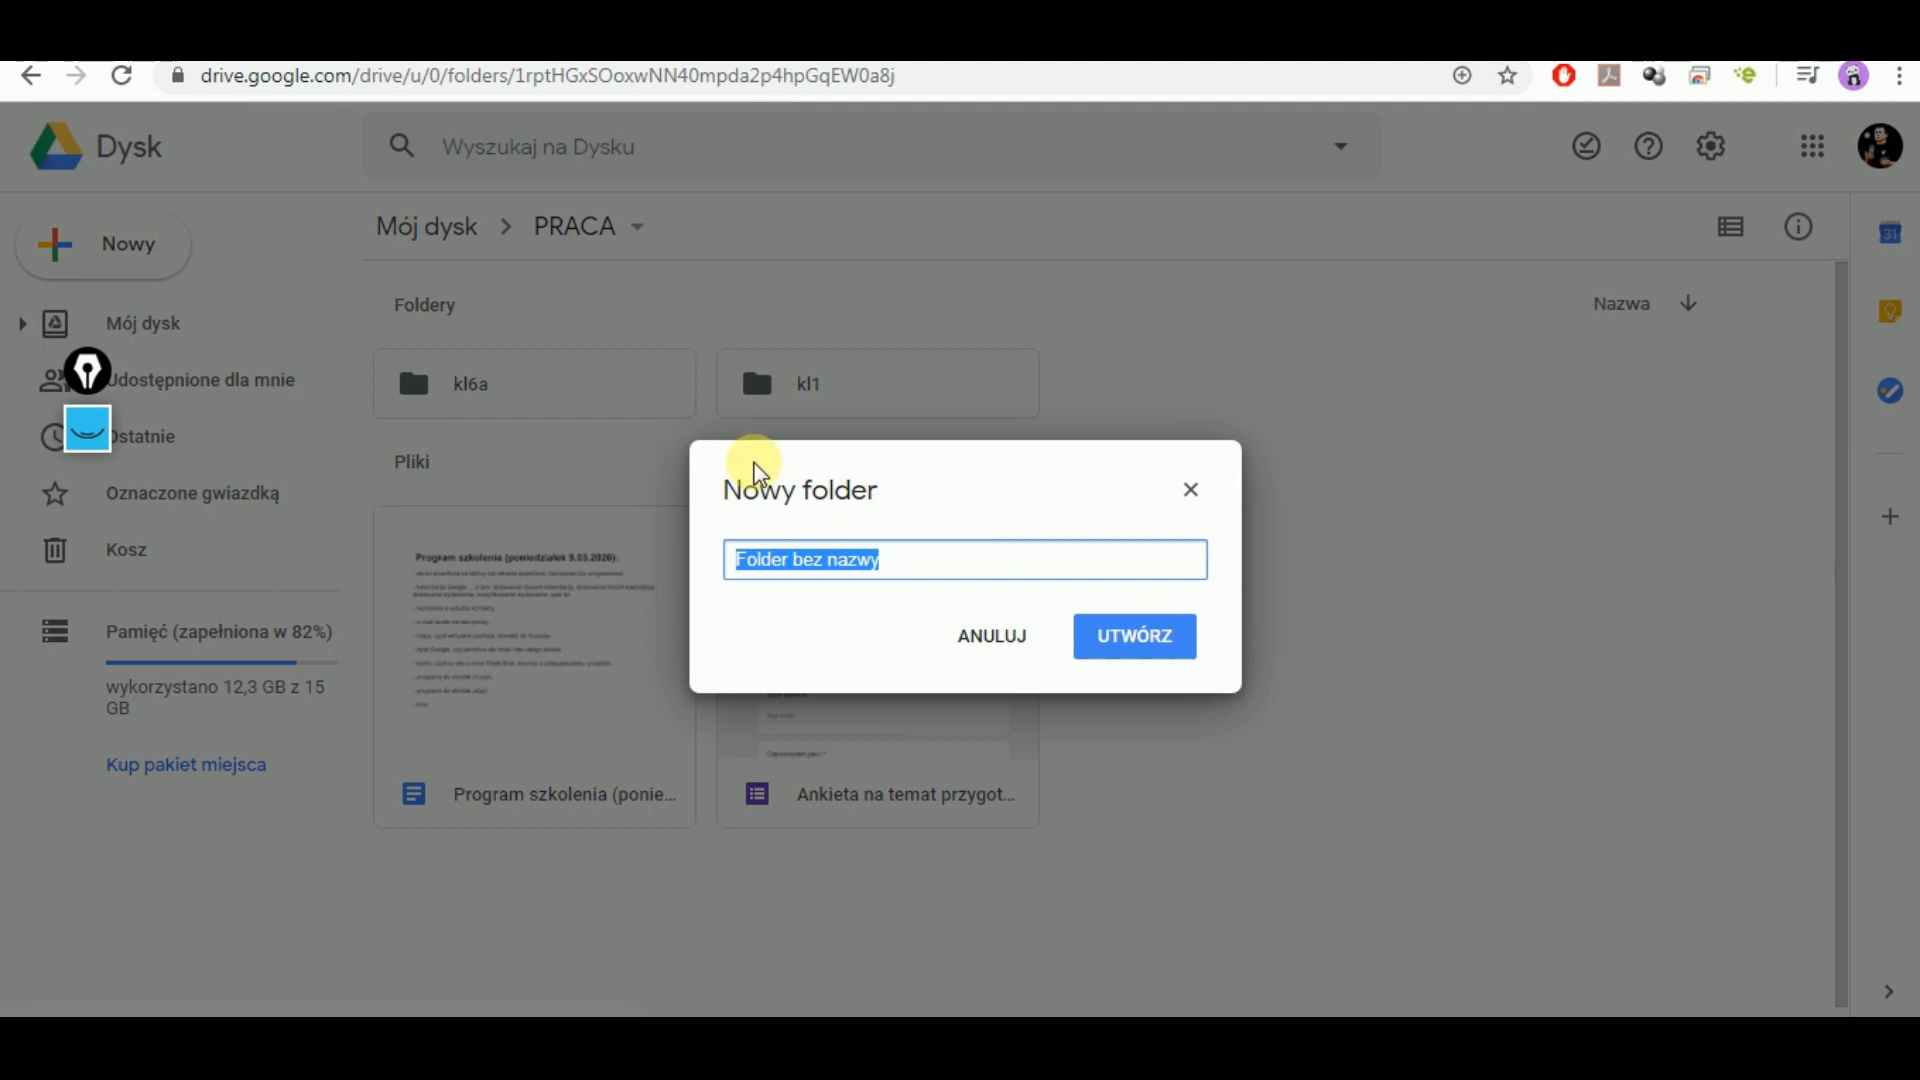 drive.google.com/drive/u/0/folders/1rptHGxSOoxwNN40mpda2p4hpGqEW0a8j
Dysk
Wyszukaj na Dysku
Nowy
Mój dysk
PRACA
31
Foldery
Nazwa
Mój dysk
kl6a
kl1
Udostępnione dla mnie
Ostatnie
Pliki
Oznaczone gwiazdką
Nowy folder
Kosz
Program szkolenia (poniedziałek 9.03.2020):
Folder bez nazwy
Pamięć (zapełniona w 82%)
ANULUJ
UTWÓRZ
wykorzystano 12,3 GB z 15
GB
Kup pakiet miejsca
Program szkolenia (ponie...
Ankieta na temat przygot...